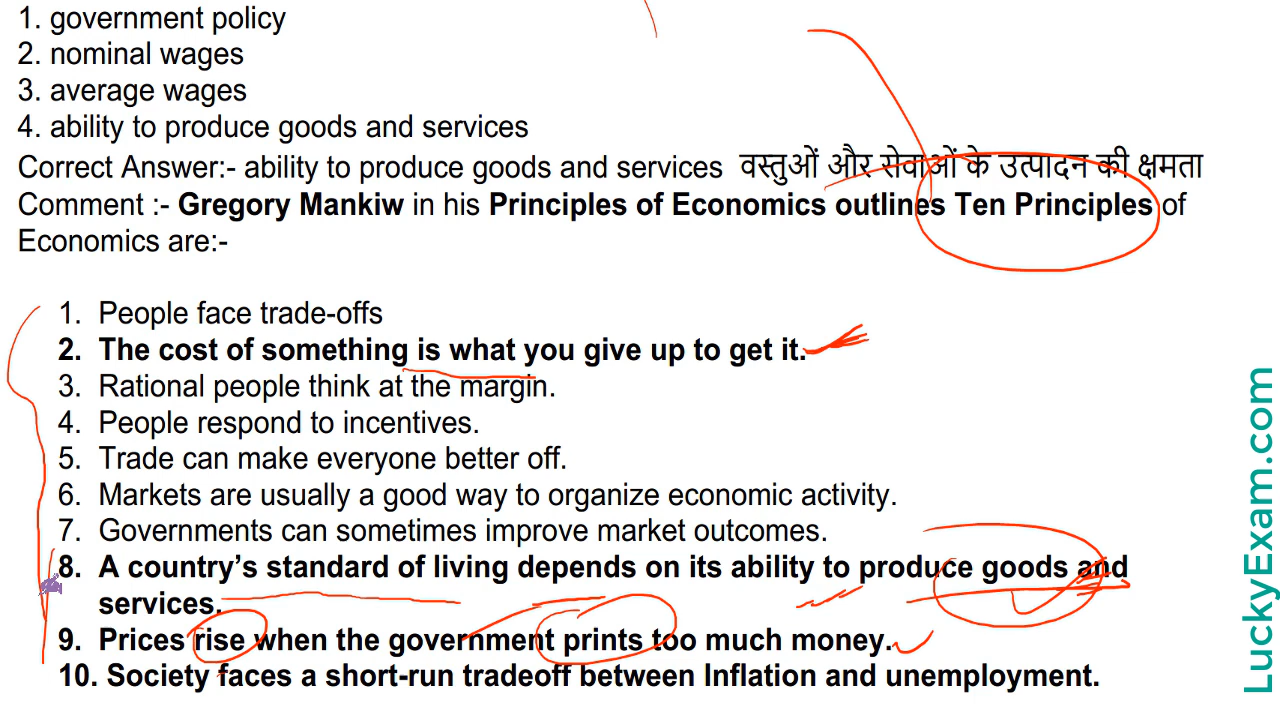 1. government policy
2. nominal wages
3. average wages
4. ability to produce goods and services
Correct Answer:- ability to produce goods and services वस्तुओं और सेवाओं के उत्पादन की क्षमता
Comment :- Gregory Mankiw in his Principles of Economics outlines Ten Principles of
Economics are:-
1. People face trade-offs
2. The cost of something is what you give up to get it.
3. Rational people think at the margin.
4. People respond to incentives.
5. Trade can make everyone better off.
6. Markets are usually a good way to organize economic activity.
7. Governments can sometimes improve market outcomes.
8. A country’s standard of living depends on its ability to produce goods and
services.
9. Prices rise when the government prints too much money.
10. Society faces a short-run tradeoff between Inflation and unemployment.
LuckyExam.com